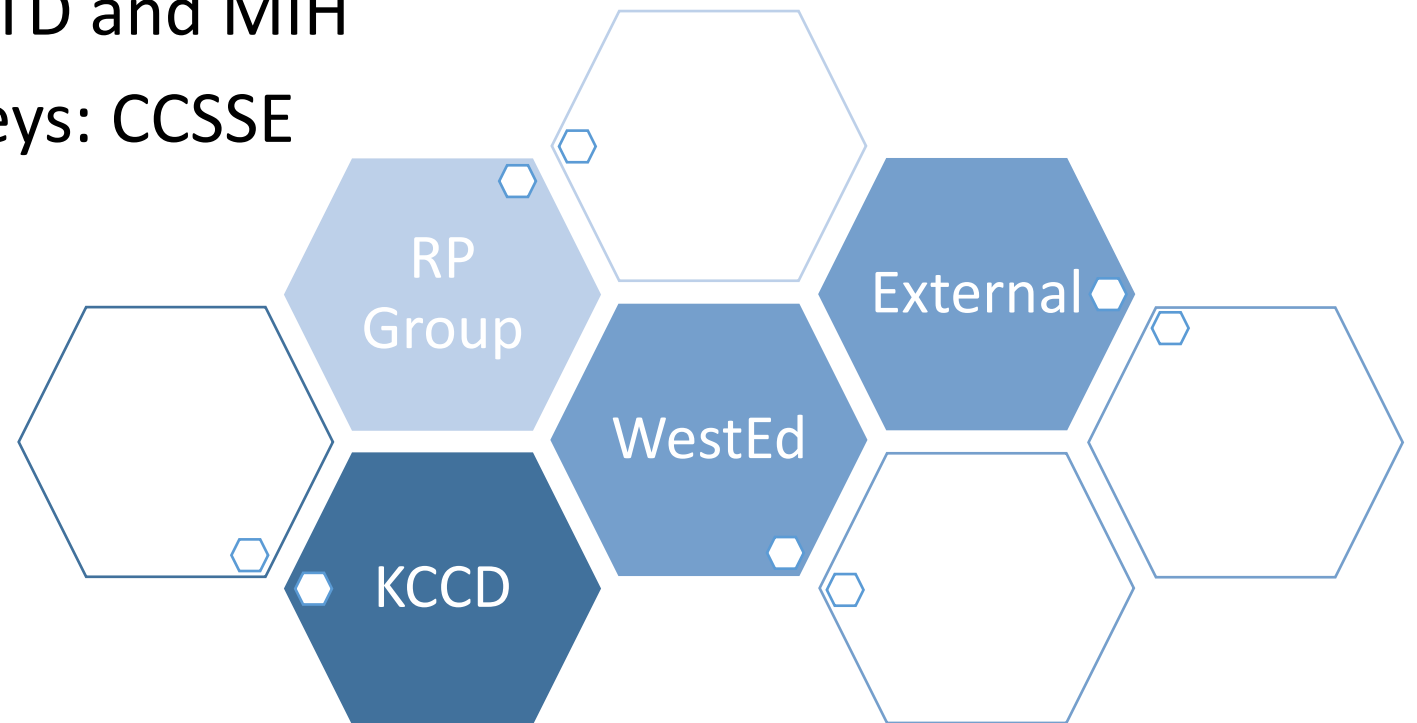 TD and MIH
eys: CCSSE
RP
Group
External
WestEd
KCCD